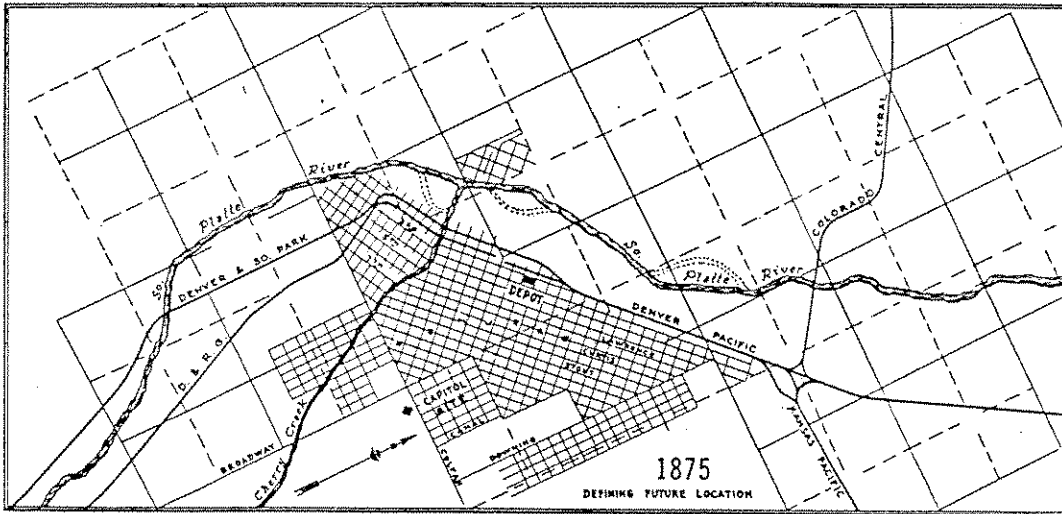 CENTRAL
COLORADO
River
Platte
So.
DENVER & SO. PARK
D. & R. G.
So.
Platte
River
DEPOT
DENVER
PACIFIC
LAWRENCE
CURTIS
STOUT
CAPITOL
SITE
CANAL
BROADWAY
Cherry
Creek
COLFAX
DOWNING
KANSAS
PACIFIC
1875
DEFINING FUTURE LOCATION